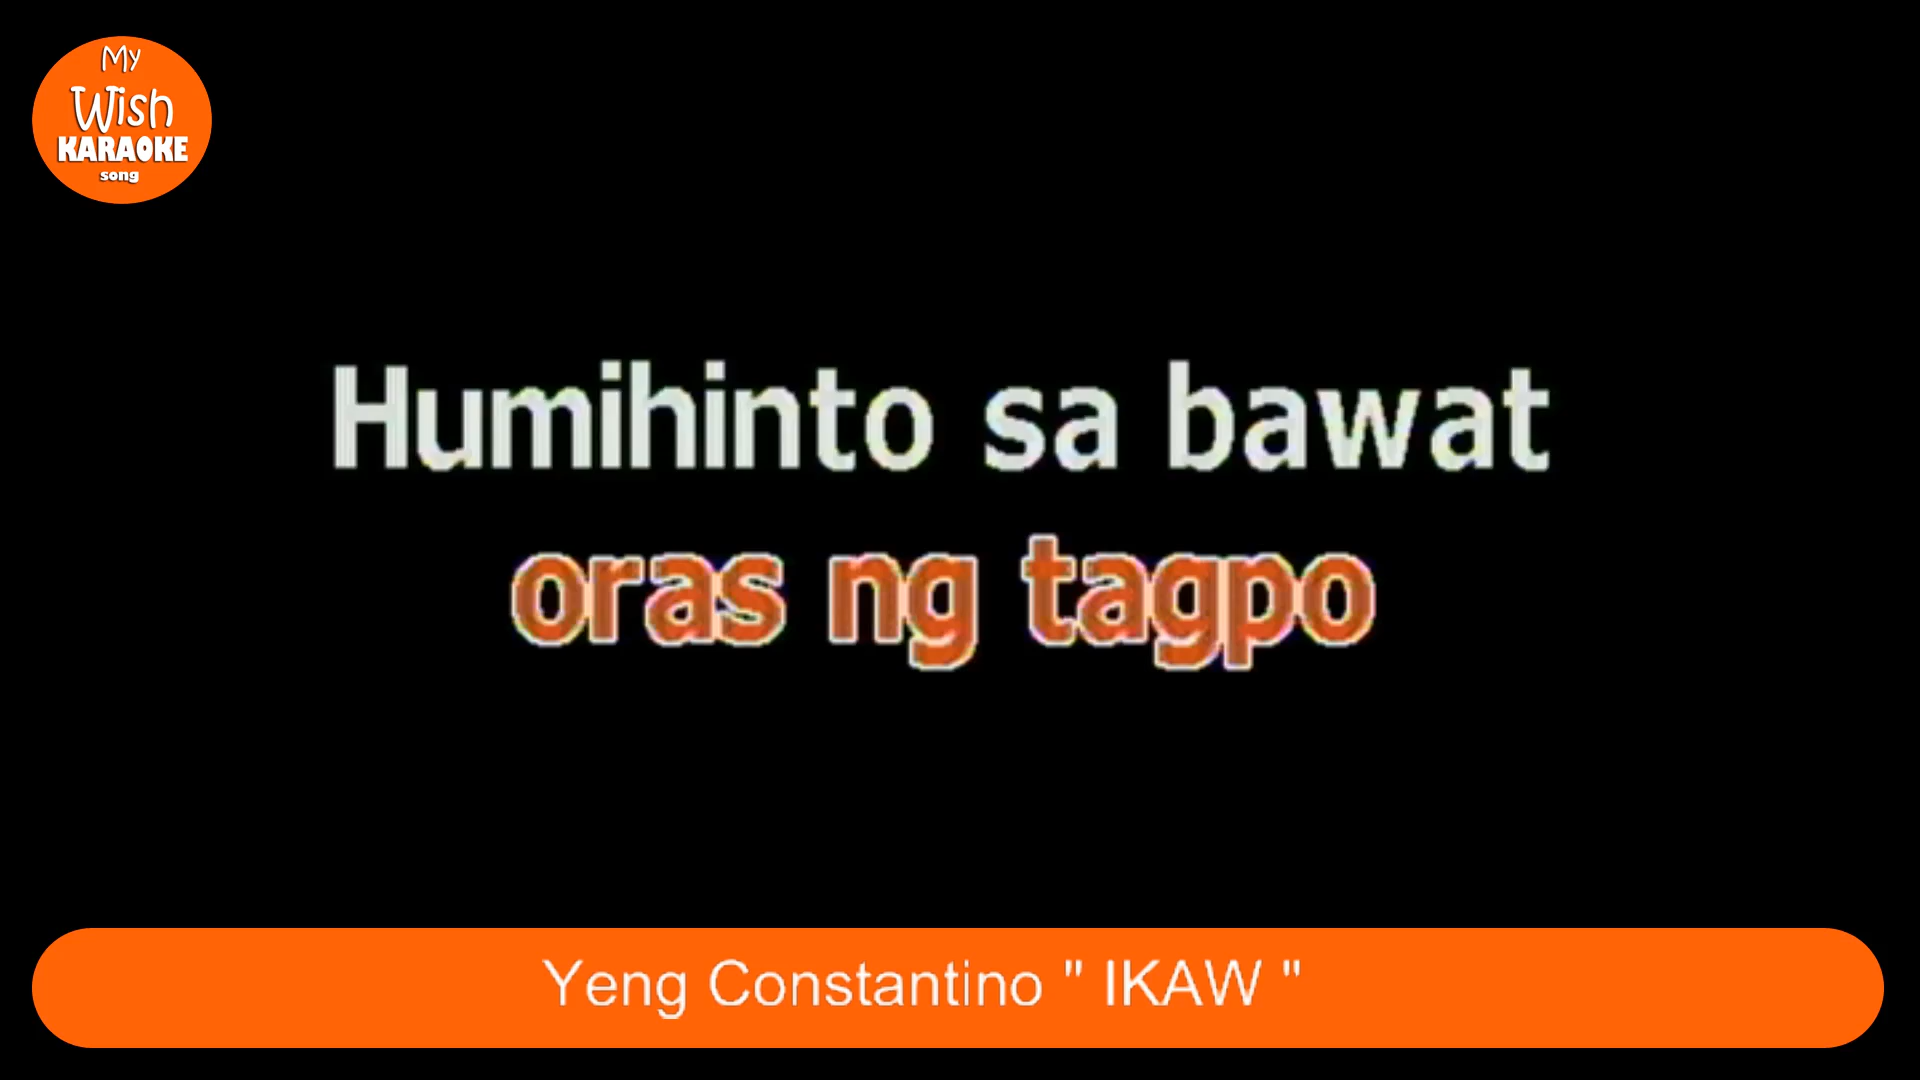 My
Wish
KARAOKE
song
Humihinto sa bawat
oras ng tagpo
Yeng Constantino " IKAW "